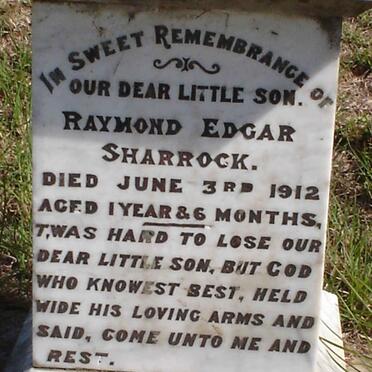 IN SWEET REMEMBRANCE OF
OUR DEAR LITTLE SON.
RAYMOND EDGAR
SHARROCK.
DIED JUNE 3RD 1912
AGED 1 YEAR & 6 MONTHS,
T'WAS HARD TO LOSE OUR
DEAR LITTLE SON, BUT GOD
WHO KNOWEST BEST, HELD
WIDE HIS LOVING ARMS AND
SAID, COME UNTO ME AND
REST.